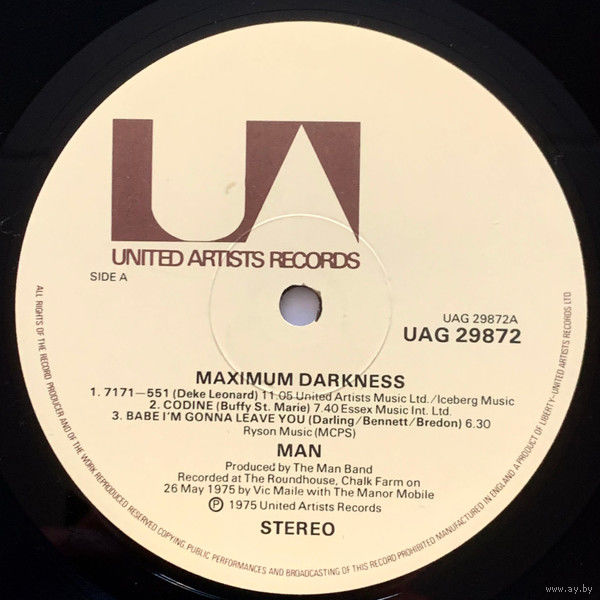 UA
UNITED ARTISTS RECORDS
SIDE A
UAG 29872A
UAG 29872
MAXIMUM DARKNESS
1. 7171—551 (Deke Leonard) 11.05 United Artists Music Ltd./Iceberg Music
2. CODINE (Buffy St. Marie) 7.40 Essex Music Int. Ltd.
3. BABE I'M GONNA LEAVE YOU (Darling/Bennett/Bredon) 6.30
Ryson Music (MCPS)
MAN
Produced by The Man Band
Recorded at The Roundhouse, Chalk Farm on
26 May 1975 by Vic Maile with The Manor Mobile
Ⓟ 1975 United Artists Records
STEREO
ALL RIGHTS OF THE RECORD PRODUCER AND OF THE WORK REPRODUCED RESERVED COPYING, PUBLIC PERFORMANCES AND BROADCASTING OF THIS RECORD PROHIBITED MANUFACTURED IN ENGLAND A PRODUCT OF LIBERTY—UNITED ARTISTS RECORDS LTD
www.ay.by